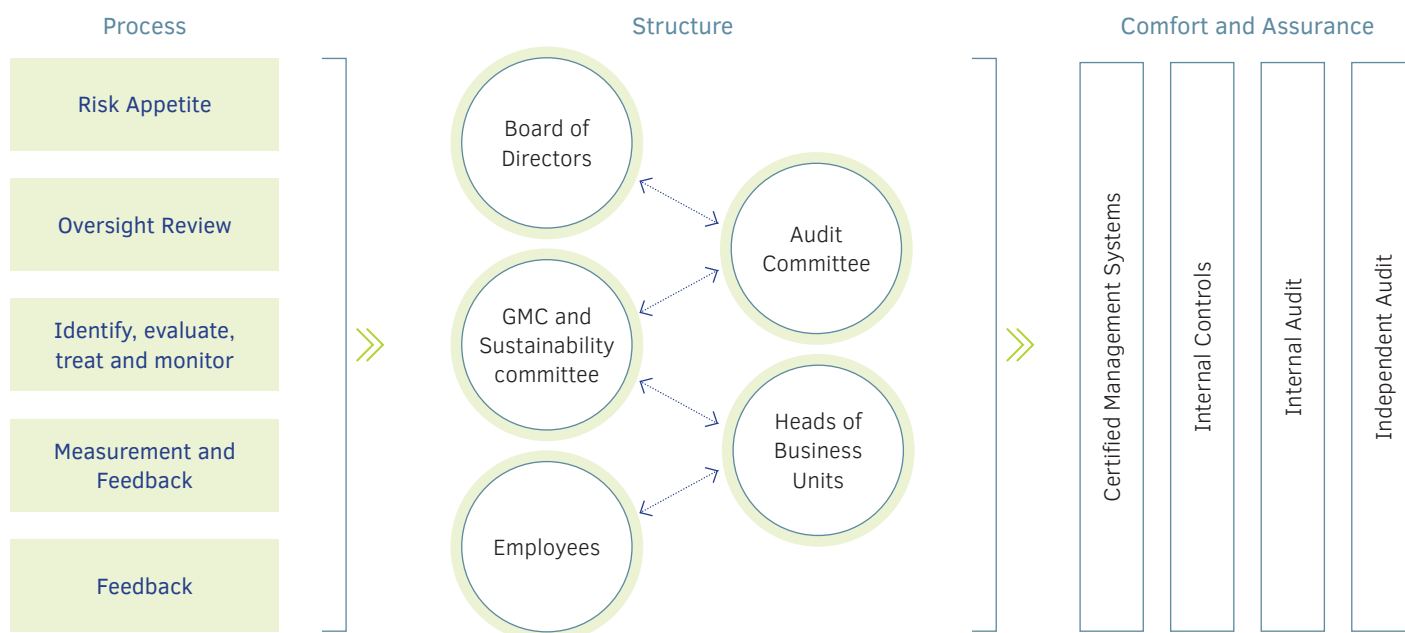 Process
Risk Appetite
Oversight Review
Identify, evaluate,
treat and monitor
Measurement and
Feedback
Feedback
Structure
Board of
Directors
Audit
Committee
GMC and
Sustainability
committee
Heads of
Business
Units
Employees
Comfort and Assurance
Certified Management Systems
Internal Controls
Internal Audit
Independent Audit